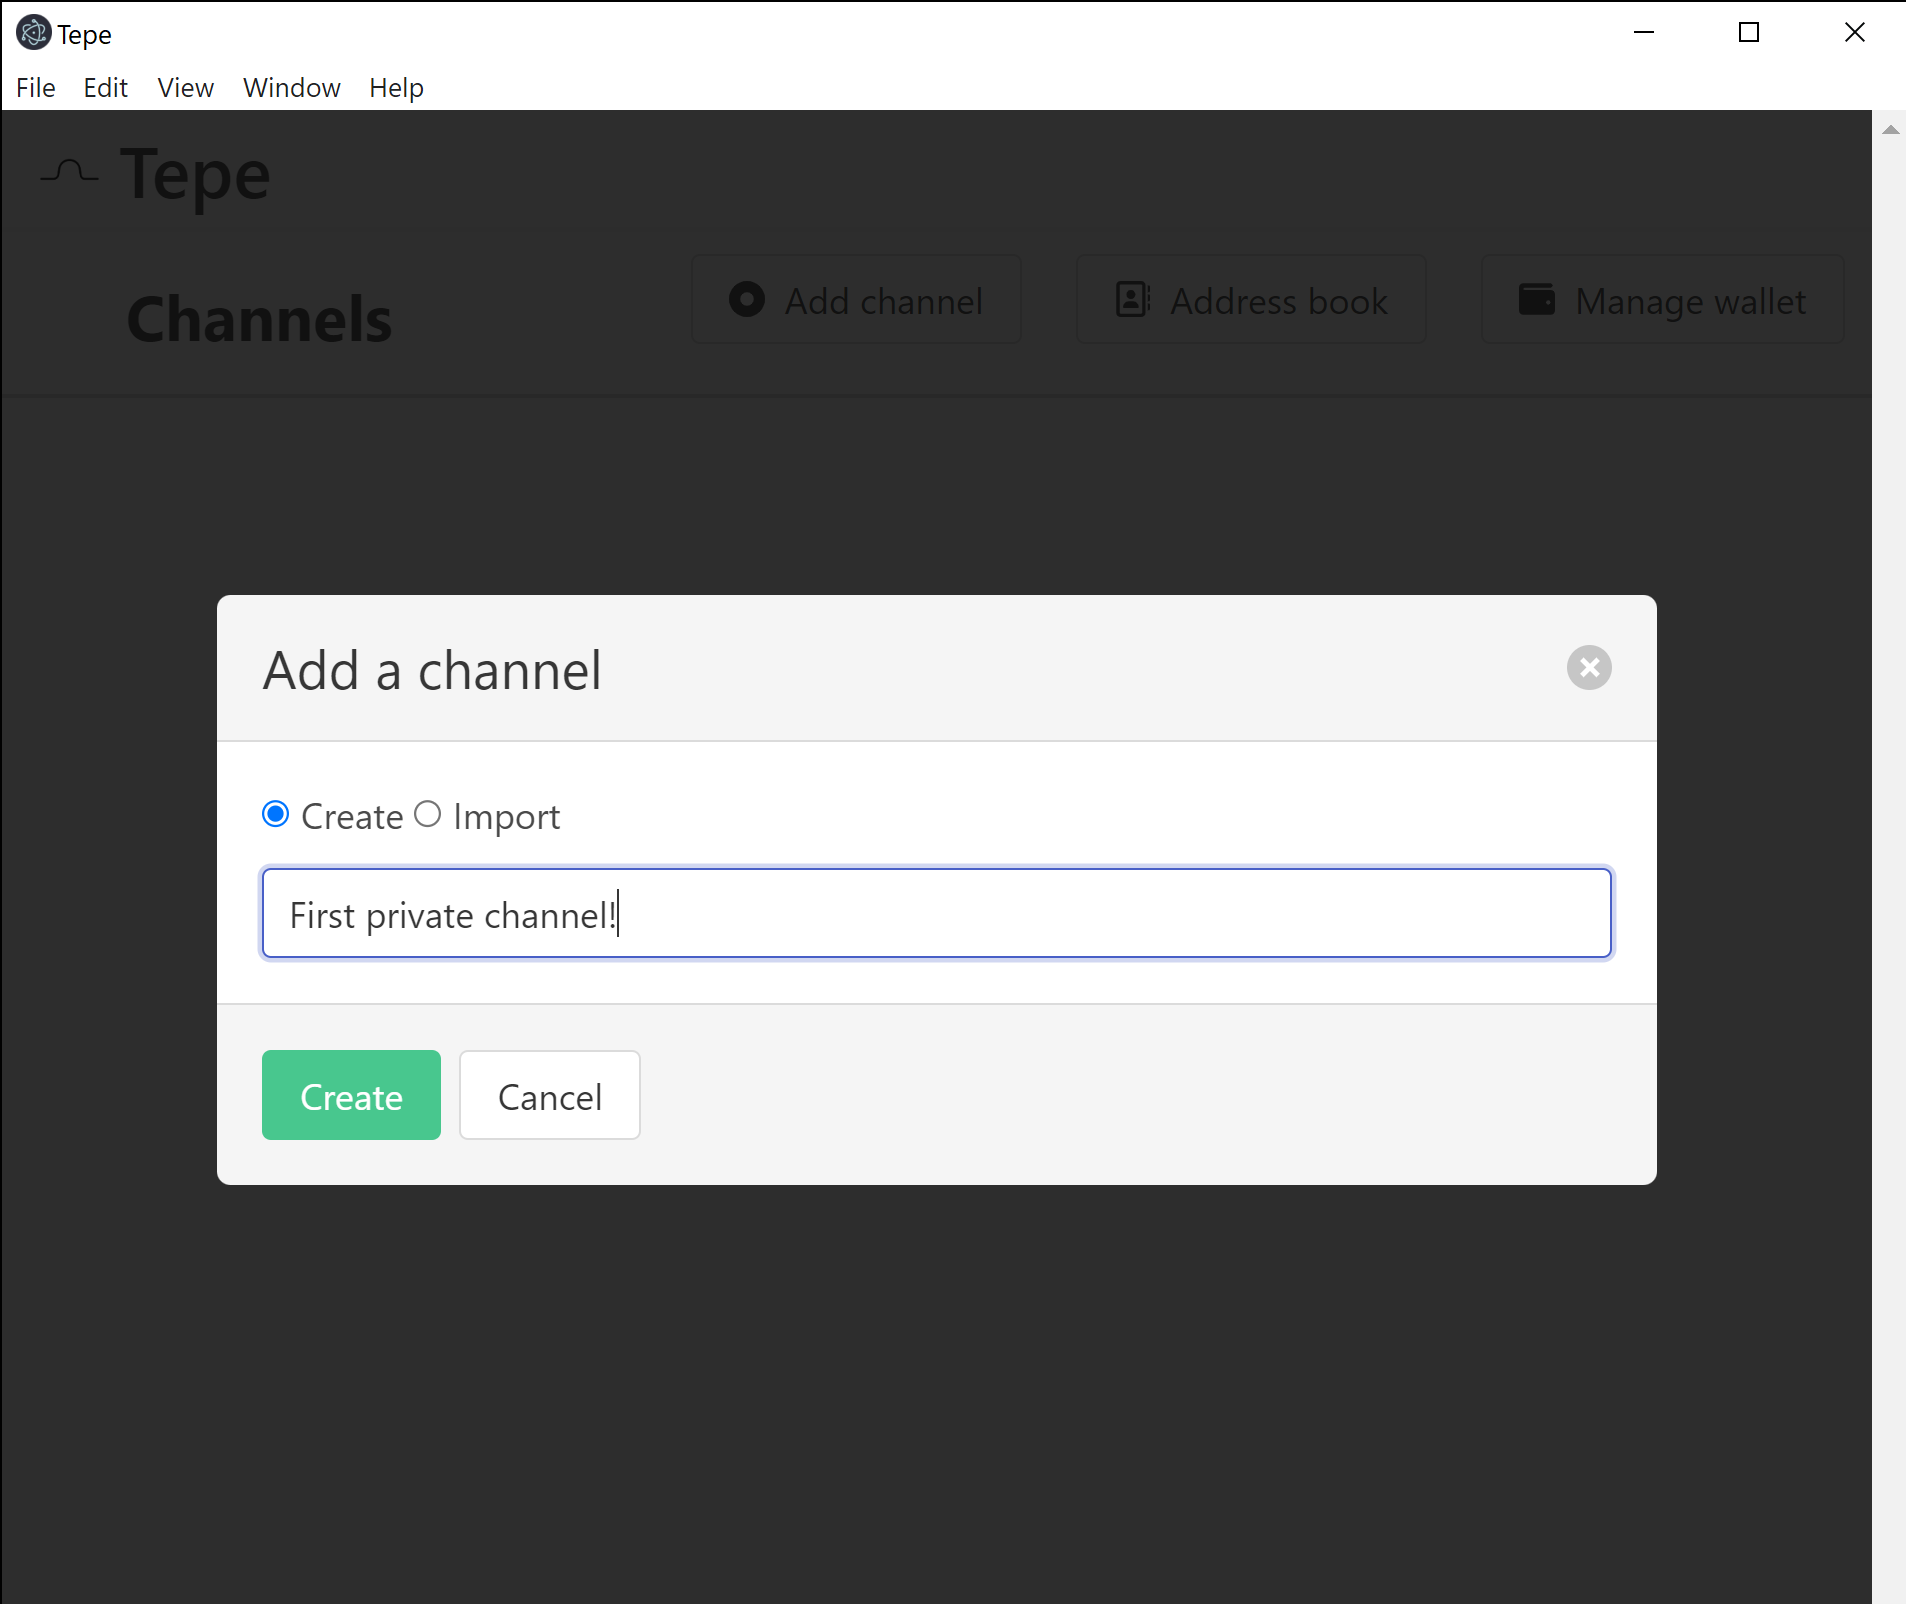 Tepe
File Edit View Window Help
Tepe
Channels
Add channel Address book Manage wallet
Add a channel
Create Import
First private channel!
Create Cancel